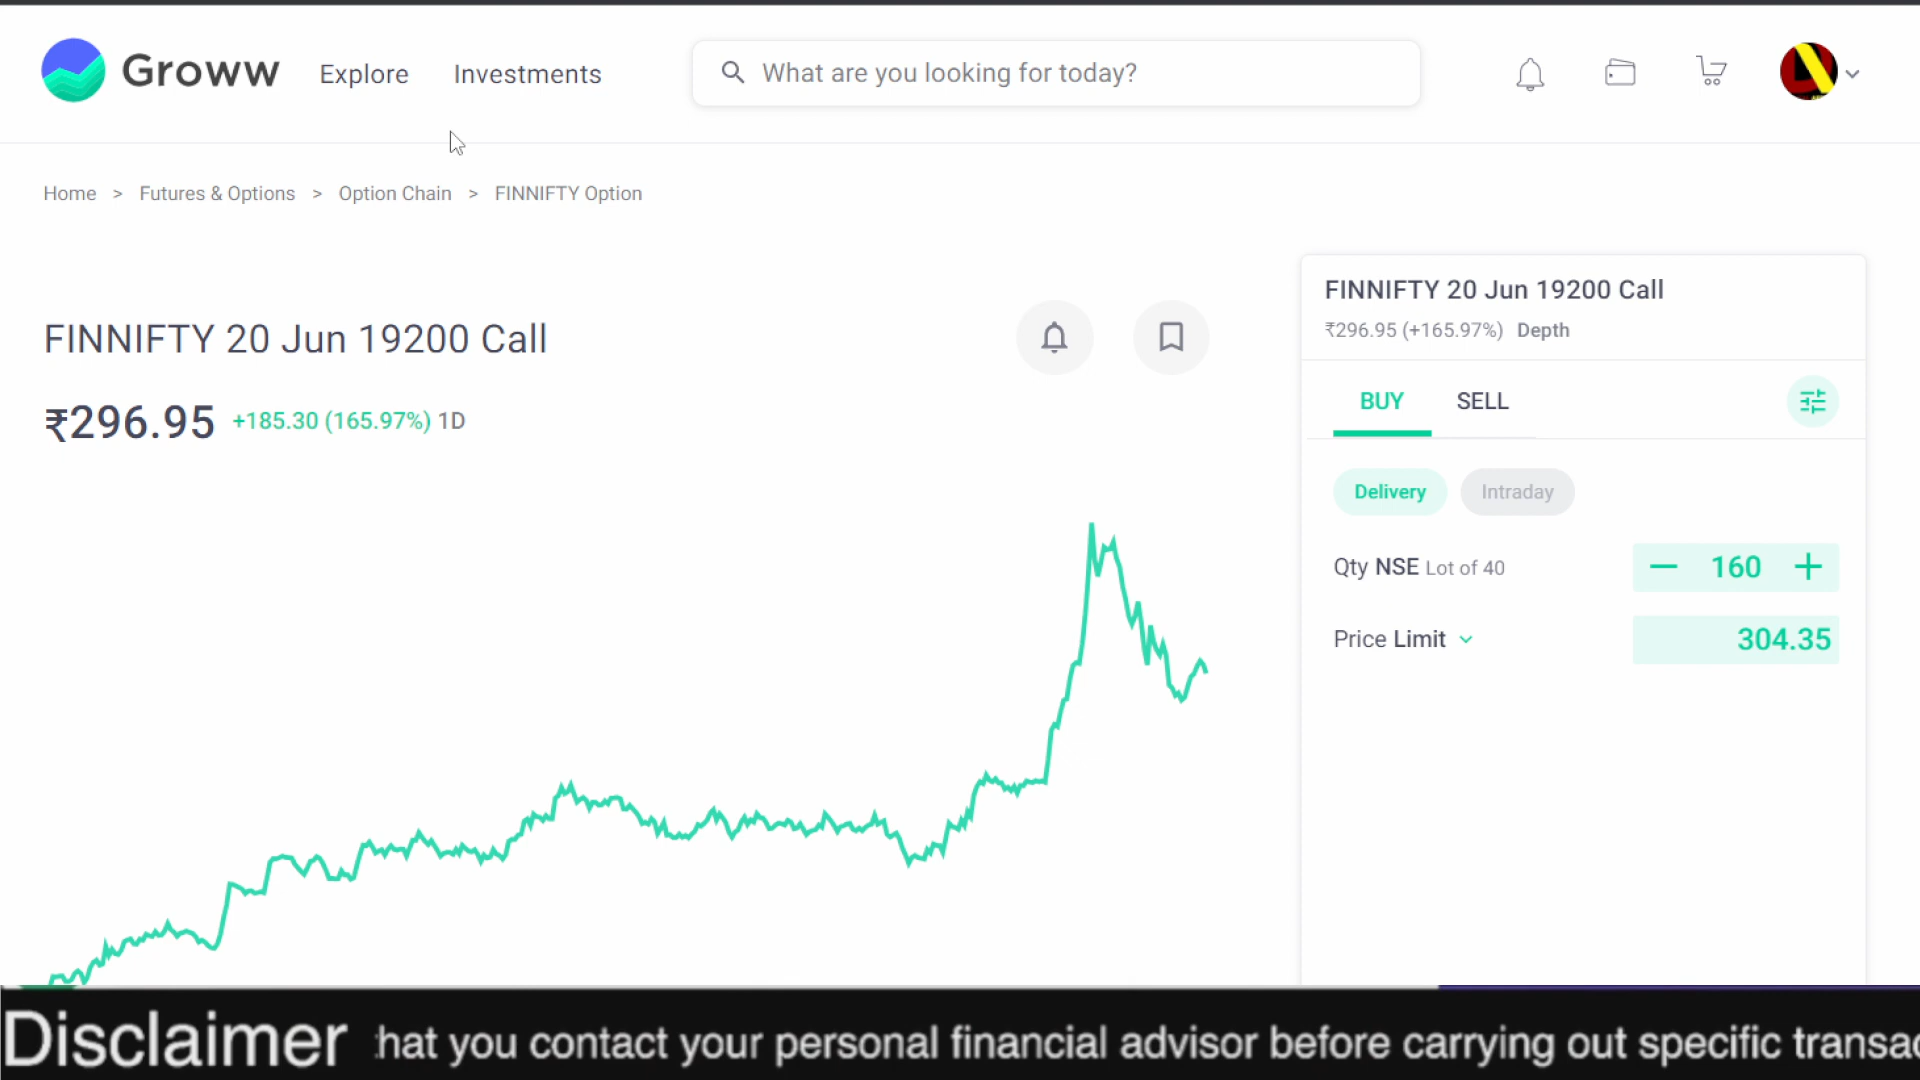 Groww Explore Investments What are you looking for today?
Home > Futures & Options > Option Chain > FINNIFTY Option
FINNIFTY 20 Jun 19200 Call
₹296.95 +185.30 (165.97%) 1D
FINNIFTY 20 Jun 19200 Call
₹296.95 (+165.97%) Depth
BUY SELL
Delivery Intraday
Qty NSE Lot of 40 − 160 +
Price Limit 304.35
Disclaimer hat you contact your personal financial advisor before carrying out specific transac